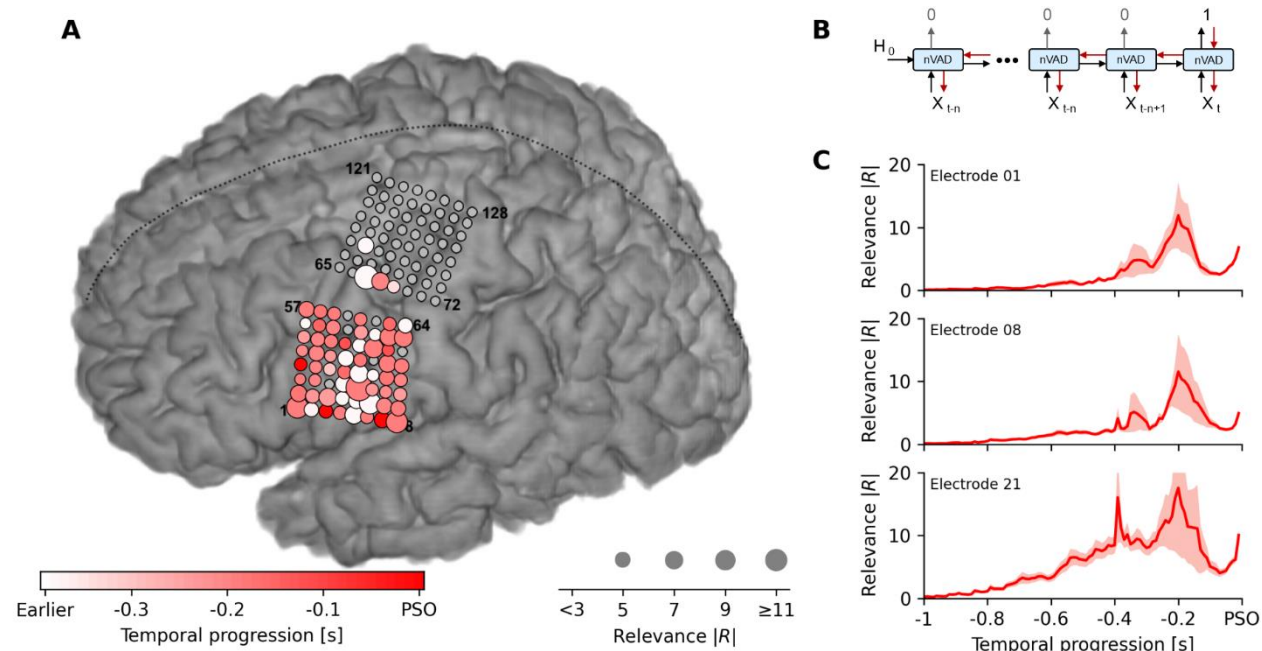 A
121
128
65
72
57
64
1
8
Earlier -0.3 -0.2 -0.1 PSO
Temporal progression [s]
<3 5 7 9 ≥11
Relevance |R|
B
0 0 0 1
H 0
nVAD nVAD nVAD nVAD
X t-n X t-n X t-n+1 X t
C
Electrode 01
Relevance |R|
20
10
0
Electrode 08
Relevance |R|
20
10
0
Electrode 21
Relevance |R|
20
10
0
-1 -0.8 -0.6 -0.4 -0.2 PSO
Temporal progression [s]